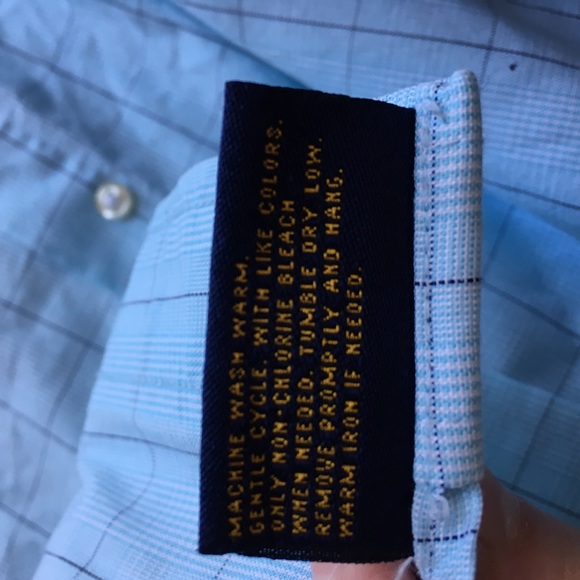 MACHINE WASH WARM.
GENTLE CYCLE. WITH LIKE COLORS.
ONLY NON-CHLORINE BLEACH
WHEN NEEDED. TUMBLE DRY LOW.
REMOVE PROMPTLY AND HANG.
WARM IRON IF NEEDED.